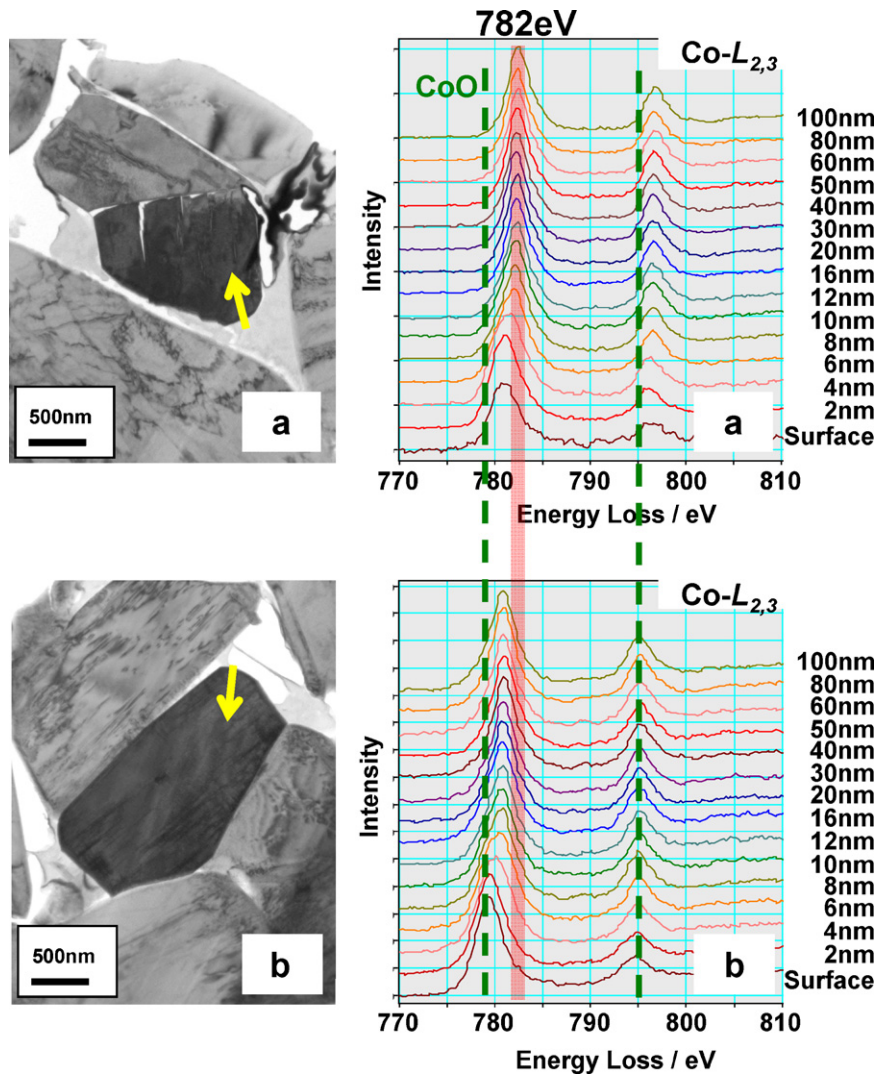 782eV
Co-L2,3
CoO
100nm
80nm
60nm
50nm
40nm
30nm
20nm
16nm
12nm
10nm
8nm
6nm
4nm
2nm
Surface
Intensity
a
500nm
a
770 780 790 800 810
Energy Loss / eV
Co-L2,3
100nm
80nm
60nm
50nm
40nm
30nm
20nm
16nm
12nm
10nm
8nm
6nm
4nm
2nm
Surface
Intensity
b
500nm
b
770 780 790 800 810
Energy Loss / eV